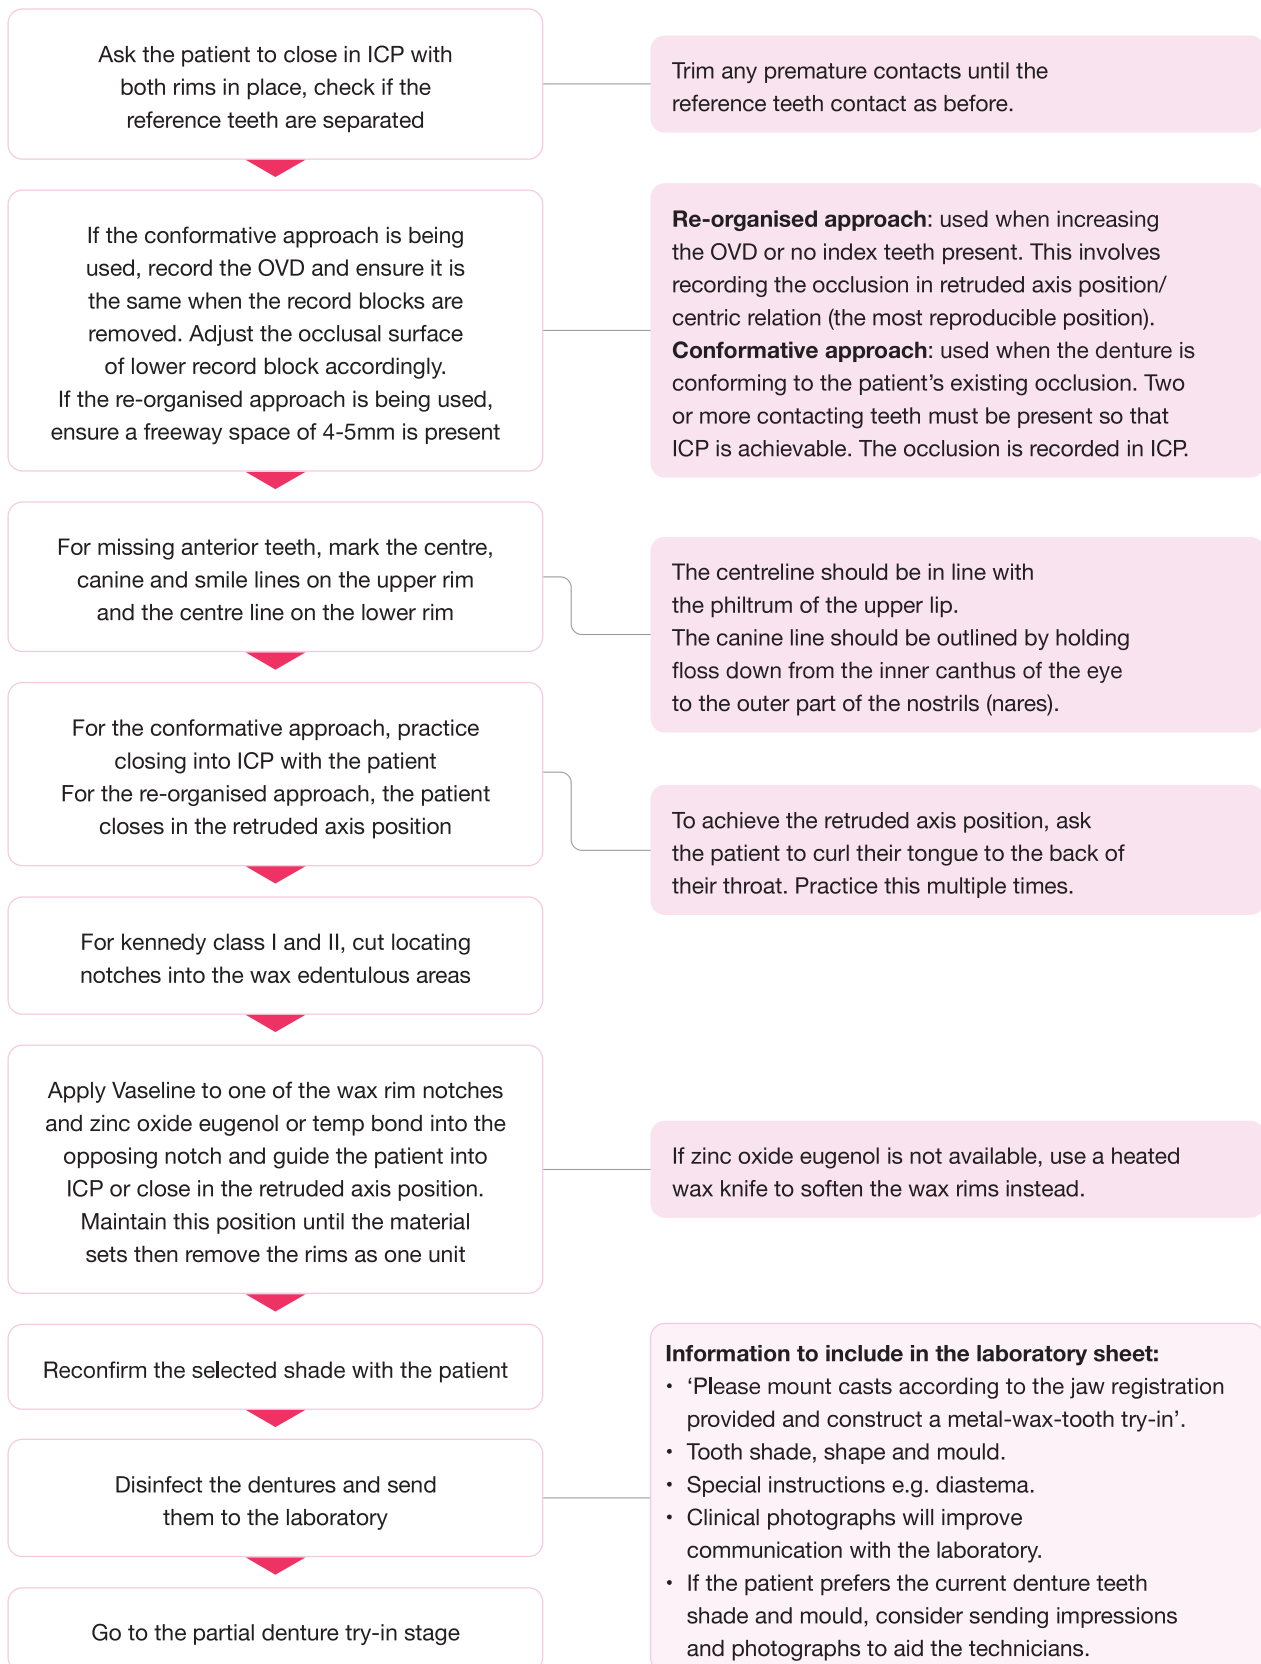 Ask the patient to close in ICP with
both rims in place, check if the
reference teeth are separated
Trim any premature contacts until the
reference teeth contact as before.
If the conformative approach is being
used, record the OVD and ensure it is
the same when the record blocks are
removed. Adjust the occlusal surface
of lower record block accordingly.
If the re-organised approach is being used,
ensure a freeway space of 4-5mm is present
Re-organised approach: used when increasing
the OVD or no index teeth present. This involves
recording the occlusion in retruded axis position/
centric relation (the most reproducible position).
Conformative approach: used when the denture is
conforming to the patient’s existing occlusion. Two
or more contacting teeth must be present so that
ICP is achievable. The occlusion is recorded in ICP.
For missing anterior teeth, mark the centre,
canine and smile lines on the upper rim
and the centre line on the lower rim
The centreline should be in line with
the philtrum of the upper lip.
The canine line should be outlined by holding
floss down from the inner canthus of the eye
to the outer part of the nostrils (nares).
For the conformative approach, practice
closing into ICP with the patient
For the re-organised approach, the patient
closes in the retruded axis position
To achieve the retruded axis position, ask
the patient to curl their tongue to the back of
their throat. Practice this multiple times.
For kennedy class I and II, cut locating
notches into the wax edentulous areas
Apply Vaseline to one of the wax rim notches
and zinc oxide eugenol or temp bond into the
opposing notch and guide the patient into
ICP or close in the retruded axis position.
Maintain this position until the material
sets then remove the rims as one unit
If zinc oxide eugenol is not available, use a heated
wax knife to soften the wax rims instead.
Reconfirm the selected shade with the patient
Disinfect the dentures and send
them to the laboratory
Information to include in the laboratory sheet:
• ‘Please mount casts according to the jaw registration
provided and construct a metal-wax-tooth try-in’.
• Tooth shade, shape and mould.
• Special instructions e.g. diastema.
• Clinical photographs will improve
communication with the laboratory.
• If the patient prefers the current denture teeth
shade and mould, consider sending impressions
and photographs to aid the technicians.
Go to the partial denture try-in stage